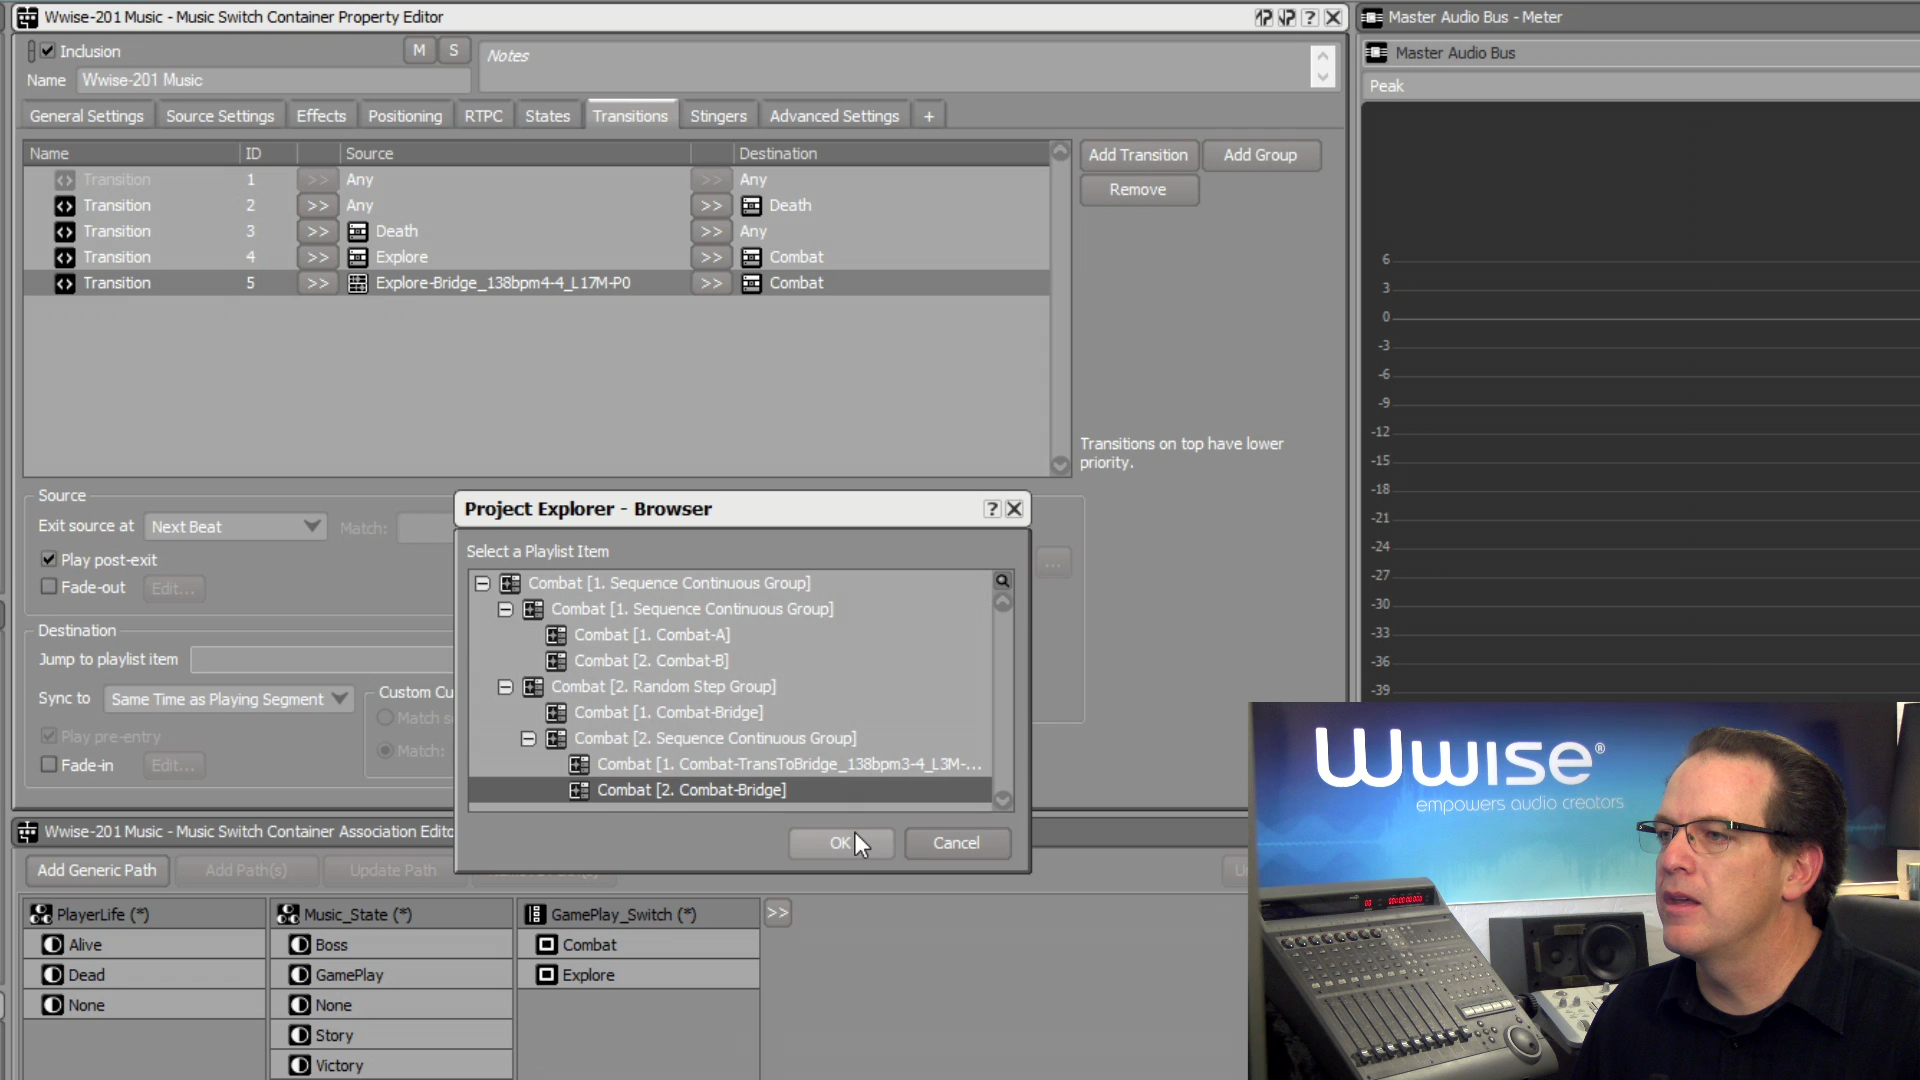 Wwise-201 Music - Music Switch Container Property Editor
Master Audio Bus - Meter
Inclusion
M
S
Notes
Master Audio Bus
Name
Wwise-201 Music
Peak
General Settings
Source Settings
Effects
Positioning
RTPC
States
Transitions
Stingers
Advanced Settings
+
Name ID Source Destination
Transition 1 >> Any >> Any
Transition 2 >> Any >> Death
Transition 3 >> Death >> Any
Transition 4 >> Explore >> Combat
Transition 5 >> Explore-Bridge_138bpm4-4_L17M-P0 >> Combat
Add Transition
Add Group
Remove
Transitions on top have lower
priority.
6
3
0
-3
-6
-9
-12
-15
-18
-21
-24
-27
-30
-33
-36
-39
Source
Exit source at
Next Beat
Match:
Play post-exit
Fade-out
Edit...
...
Destination
Jump to playlist item
Sync to
Same Time as Playing Segment
Custom Cu
Play pre-entry
Match s
Fade-in
Edit...
Match:
Project Explorer - Browser
Select a Playlist Item
Combat [1. Sequence Continuous Group]
Combat [1. Sequence Continuous Group]
Combat [1. Combat-A]
Combat [2. Combat-B]
Combat [2. Random Step Group]
Combat [1. Combat-Bridge]
Combat [2. Sequence Continuous Group]
Combat [1. Combat-TransToBridge_138bpm3-4_L3M-...
Combat [2. Combat-Bridge]
OK
Cancel
Wwise-201 Music - Music Switch Container Association Edito
Add Generic Path
Add Path(s)
Update Path
PlayerLife (*)
Music_State (*)
GamePlay_Switch (*)
>>
Alive
Boss
Combat
Dead
GamePlay
Explore
None
None
Story
Victory
Wwise®
empowers audio creators